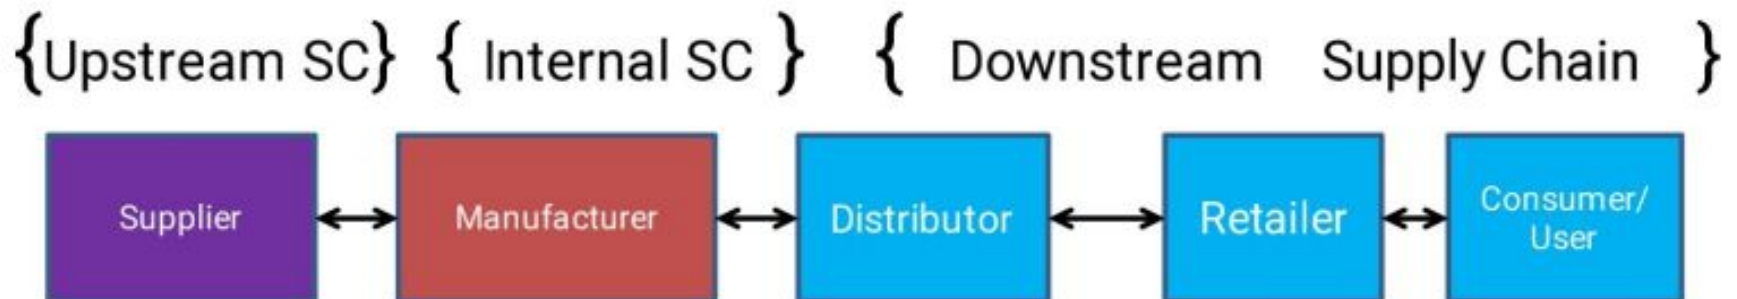 {Upstream SC} { Internal SC } { Downstream Supply Chain }
Supplier
Manufacturer
Distributor
Retailer
Consumer/
User